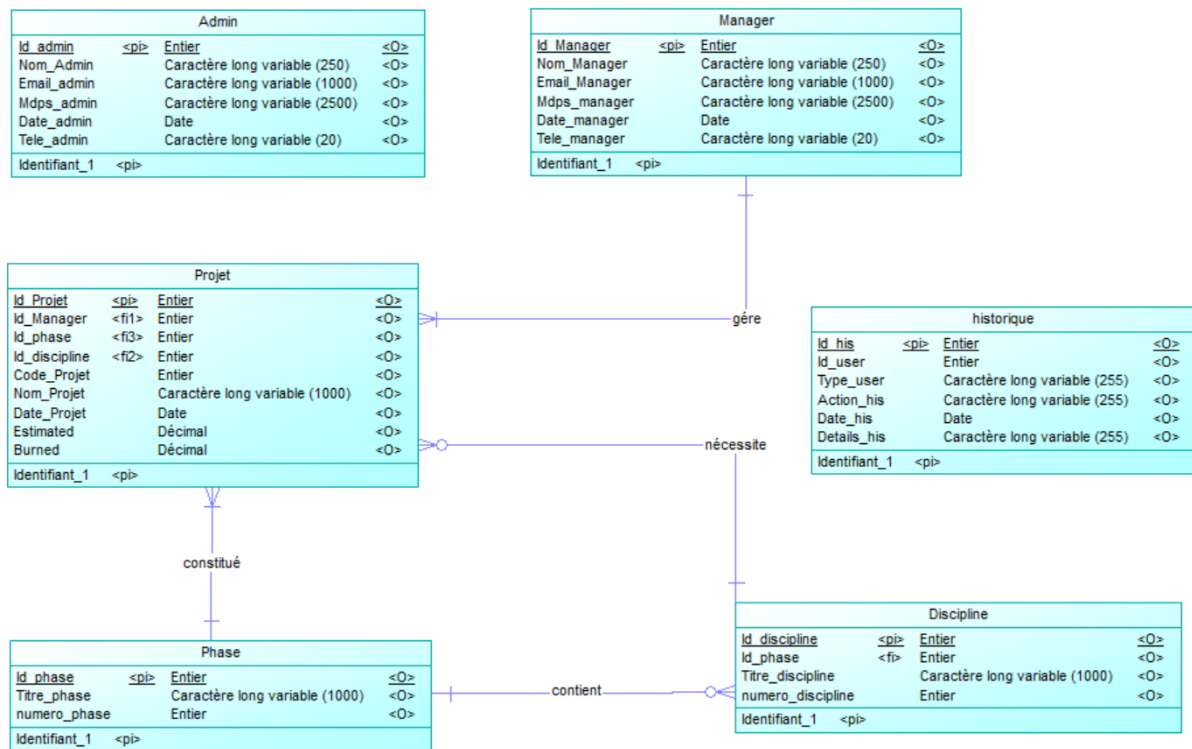 Admin
Id_admin <pi> Entier <O>
Nom_Admin Caractère long variable (250) <O>
Email_admin Caractère long variable (1000) <O>
Mdps_admin Caractère long variable (2500) <O>
Date_admin Date <O>
Tele_admin Caractère long variable (20) <O>
Identifiant_1 <pi>
Manager
Id_Manager <pi> Entier <O>
Nom_Manager Caractère long variable (250) <O>
Email_Manager Caractère long variable (1000) <O>
Mdps_manager Caractère long variable (2500) <O>
Date_manager Date <O>
Tele_manager Caractère long variable (20) <O>
Identifiant_1 <pi>
Projet
Id_Projet <pi> Entier <O>
Id_Manager <fi1> Entier <O>
Id_phase <fi3> Entier <O>
Id_discipline <fi2> Entier <O>
Code_Projet Entier <O>
Nom_Projet Caractère long variable (1000) <O>
Date_Projet Date <O>
Estimated Décimal <O>
Burned Décimal <O>
Identifiant_1 <pi>
gére
historique
Id_his <pi> Entier <O>
Id_user Entier <O>
Type_user Caractère long variable (255) <O>
Action_his Caractère long variable (255) <O>
Date_his Date <O>
Details_his Caractère long variable (255) <O>
Identifiant_1 <pi>
nécessite
constitué
Phase
Id_phase <pi> Entier <O>
Titre_phase Caractère long variable (1000) <O>
numero_phase Entier <O>
Identifiant_1 <pi>
contient
Discipline
Id_discipline <pi> Entier <O>
Id_phase <fi> Entier <O>
Titre_discipline Caractère long variable (1000) <O>
numero_discipline Entier <O>
Identifiant_1 <pi>